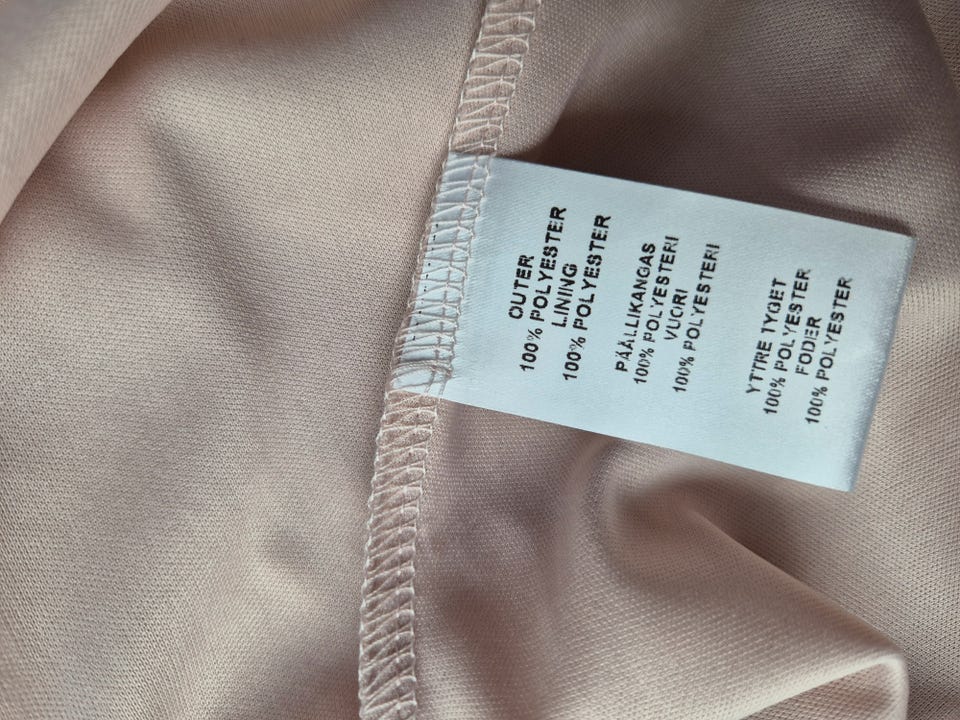 OUTER
100% POLYESTER
LINING
100% POLYESTER
PÄÄLLIKANGAS
100% POLYESTERI
VUORI
100% POLYESTERI
YTTRE TYGET
100% POLYESTER
FODER
100% POLYESTER